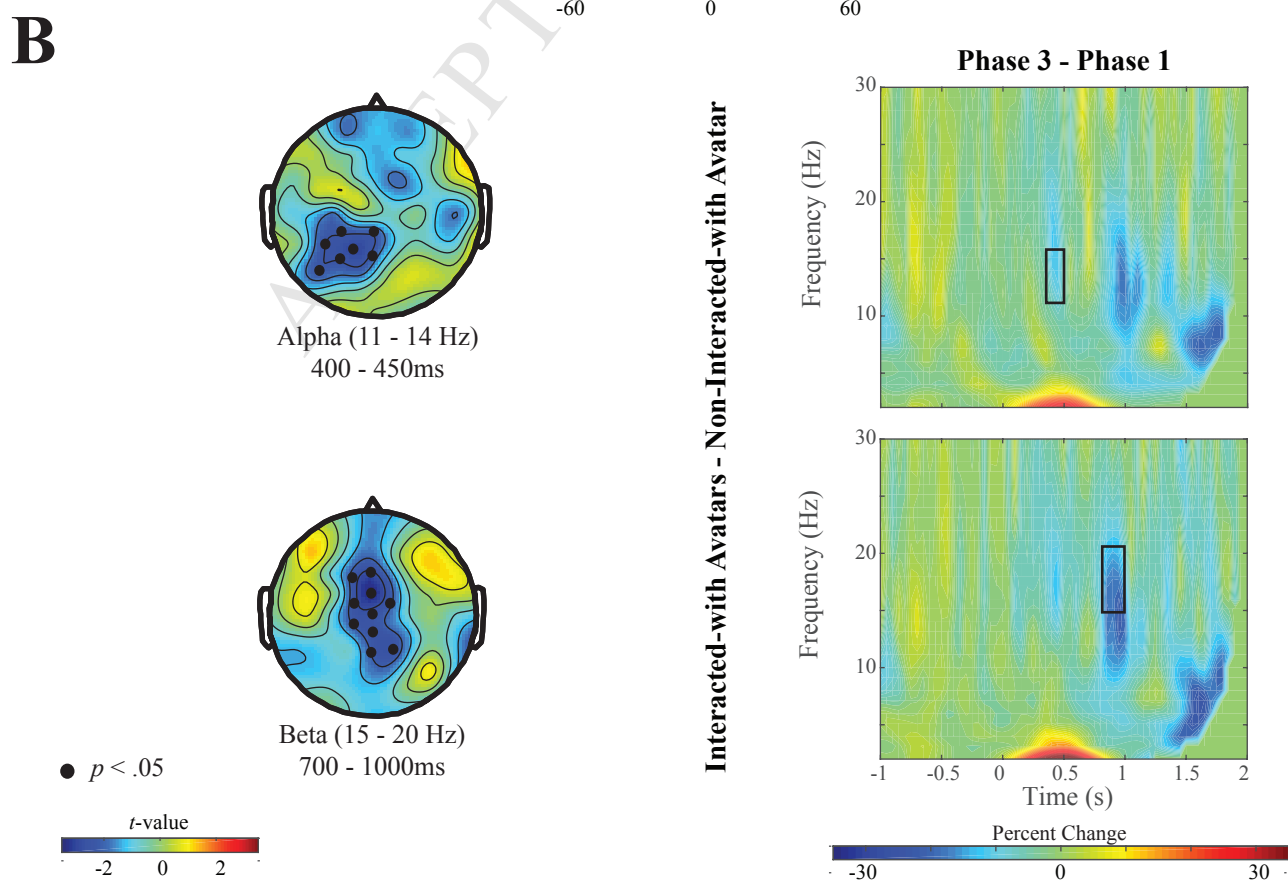 -60 0 60
B
ACCEPT
Phase 3 - Phase 1
Interacted-with Avatars - Non-Interacted-with Avatar
Frequency (Hz)
30
20
10
Alpha (11 - 14 Hz)
400 - 450ms
Frequency (Hz)
30
20
10
-1 -0.5 0 0.5 1 1.5 2
Time (s)
Beta (15 - 20 Hz)
700 - 1000ms
p < .05
t-value
-2 0 2
Percent Change
-30 0 30